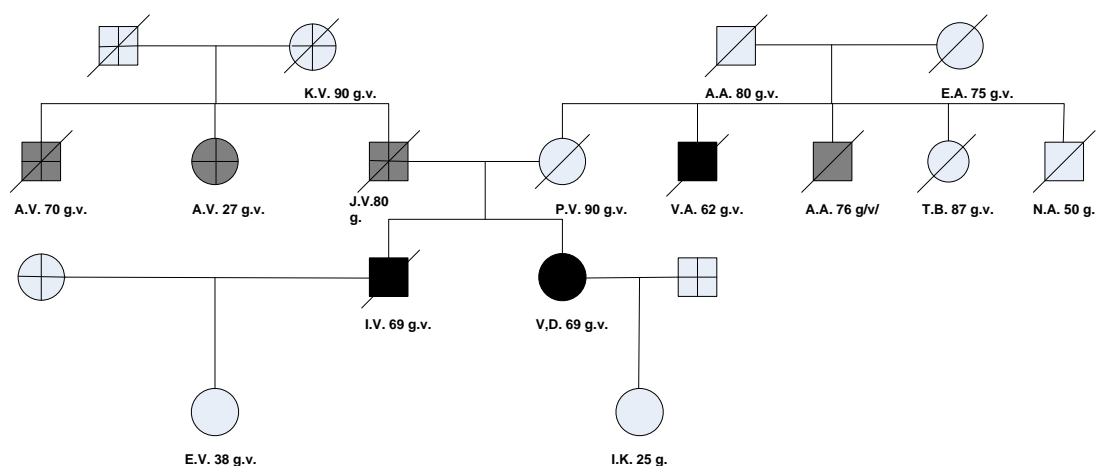 K.V. 90 g.v.
A.A. 80 g.v.
E.A. 75 g.v.
A.V. 70 g.v.
A.V. 27 g.v.
J.V.80
g.
P.V. 90 g.v.
V.A. 62 g.v.
A.A. 76 g/v/
T.B. 87 g.v.
N.A. 50 g.
I.V. 69 g.v.
V,D. 69 g.v.
E.V. 38 g.v.
I.K. 25 g.